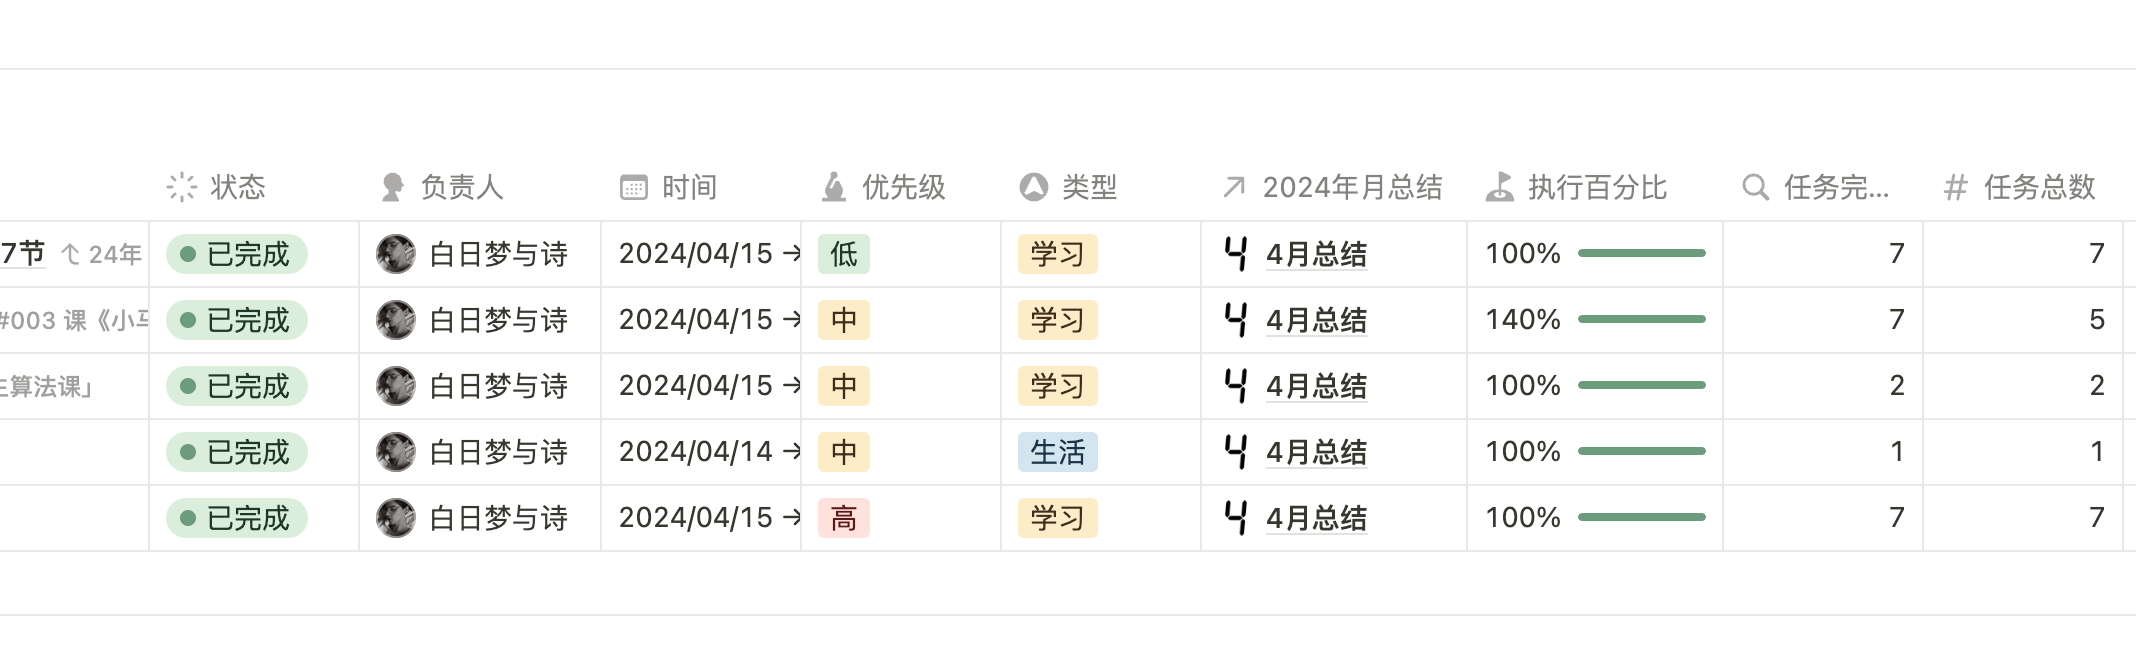 状态 负责人 时间 优先级 类型 2024年月总结 执行百分比 任务完... # 任务总数
7节 24年 已完成 白日梦与诗 2024/04/15 → 低 学习 4 4月总结 100% 7 7
#003 课《小 已完成 白日梦与诗 2024/04/15 → 中 学习 4 4月总结 140% 7 5
算法课」 已完成 白日梦与诗 2024/04/15 → 中 学习 4 4月总结 100% 2 2
已完成 白日梦与诗 2024/04/14 → 中 生活 4 4月总结 100% 1 1
已完成 白日梦与诗 2024/04/15 → 高 学习 4 4月总结 100% 7 7